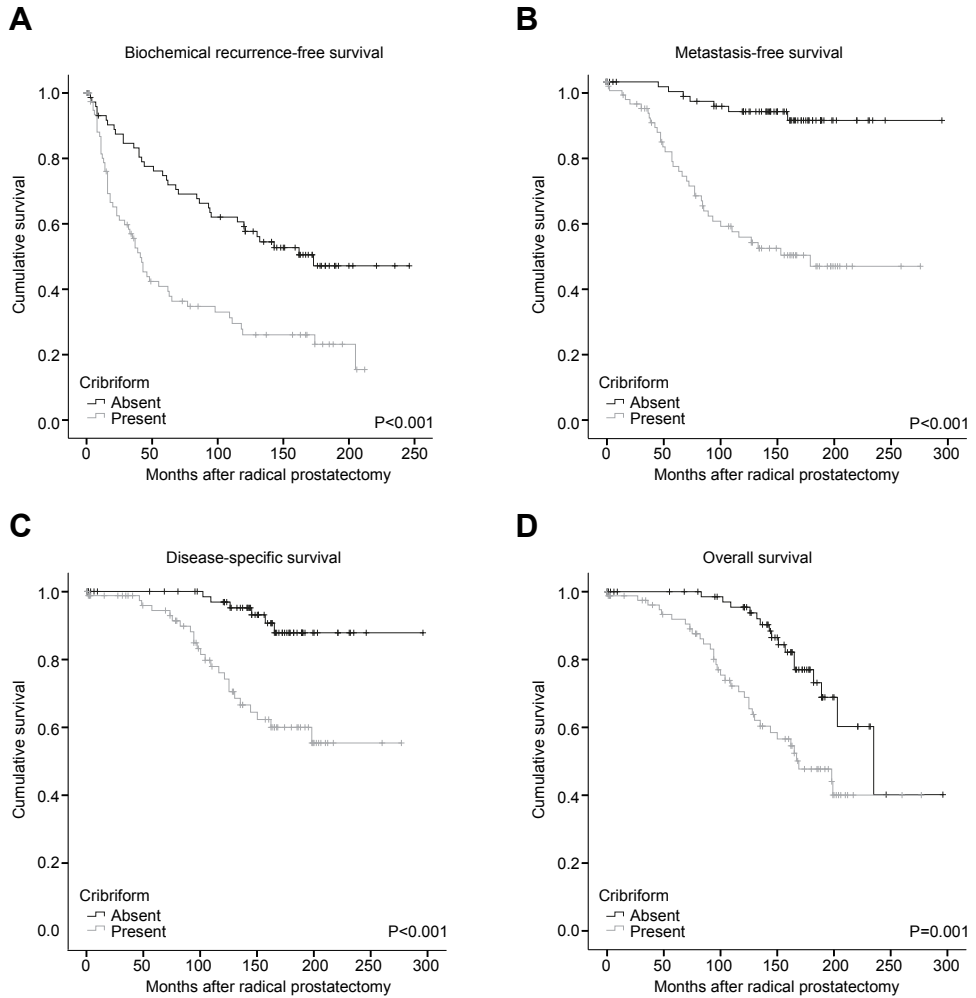 A
Biochemical recurrence-free survival
Cumulative survival
1.0
0.8
0.6
0.4
0.2
0.0
Cribriform
Absent
Present
P<0.001
0 50 100 150 200 250
Months after radical prostatectomy
B
Metastasis-free survival
Cumulative survival
1.0
0.8
0.6
0.4
0.2
0.0
Cribriform
Absent
Present
P<0.001
0 50 100 150 200 250 300
Months after radical prostatectomy
C
Disease-specific survival
Cumulative survival
1.0
0.8
0.6
0.4
0.2
0.0
Cribriform
Absent
Present
P<0.001
0 50 100 150 200 250 300
Months after radical prostatectomy
D
Overall survival
Cumulative survival
1.0
0.8
0.6
0.4
0.2
0.0
Cribriform
Absent
Present
P=0.001
0 50 100 150 200 250 300
Months after radical prostatectomy